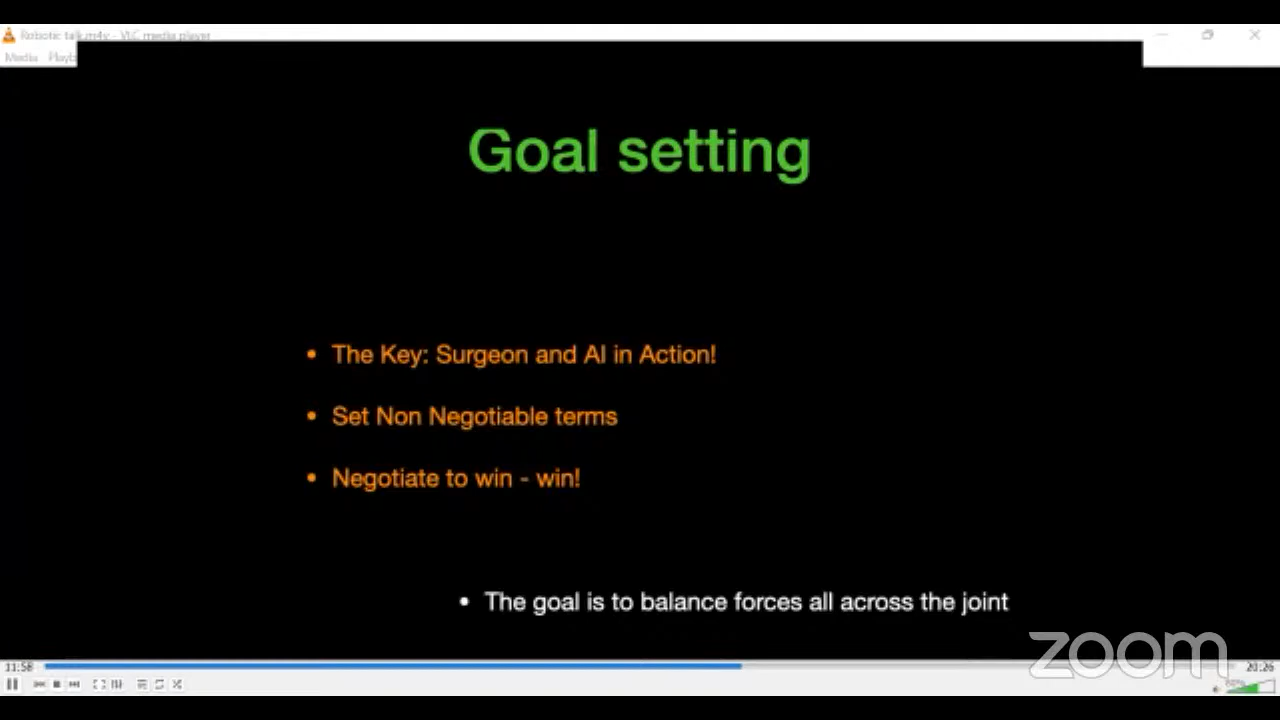 Robotic talk.m4v - VLC media player
Media
Goal setting
• The Key: Surgeon and AI in Action!
• Set Non Negotiable terms
• Negotiate to win - win!
• The goal is to balance forces all across the joint
zoom
11:58
20:26